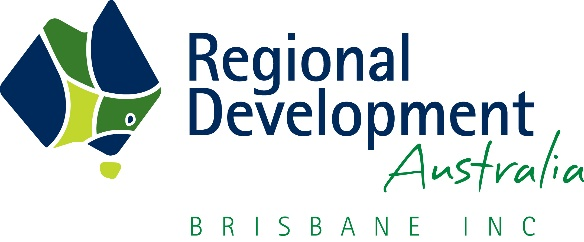 Regional
Development
Australia
BRISBANE INC